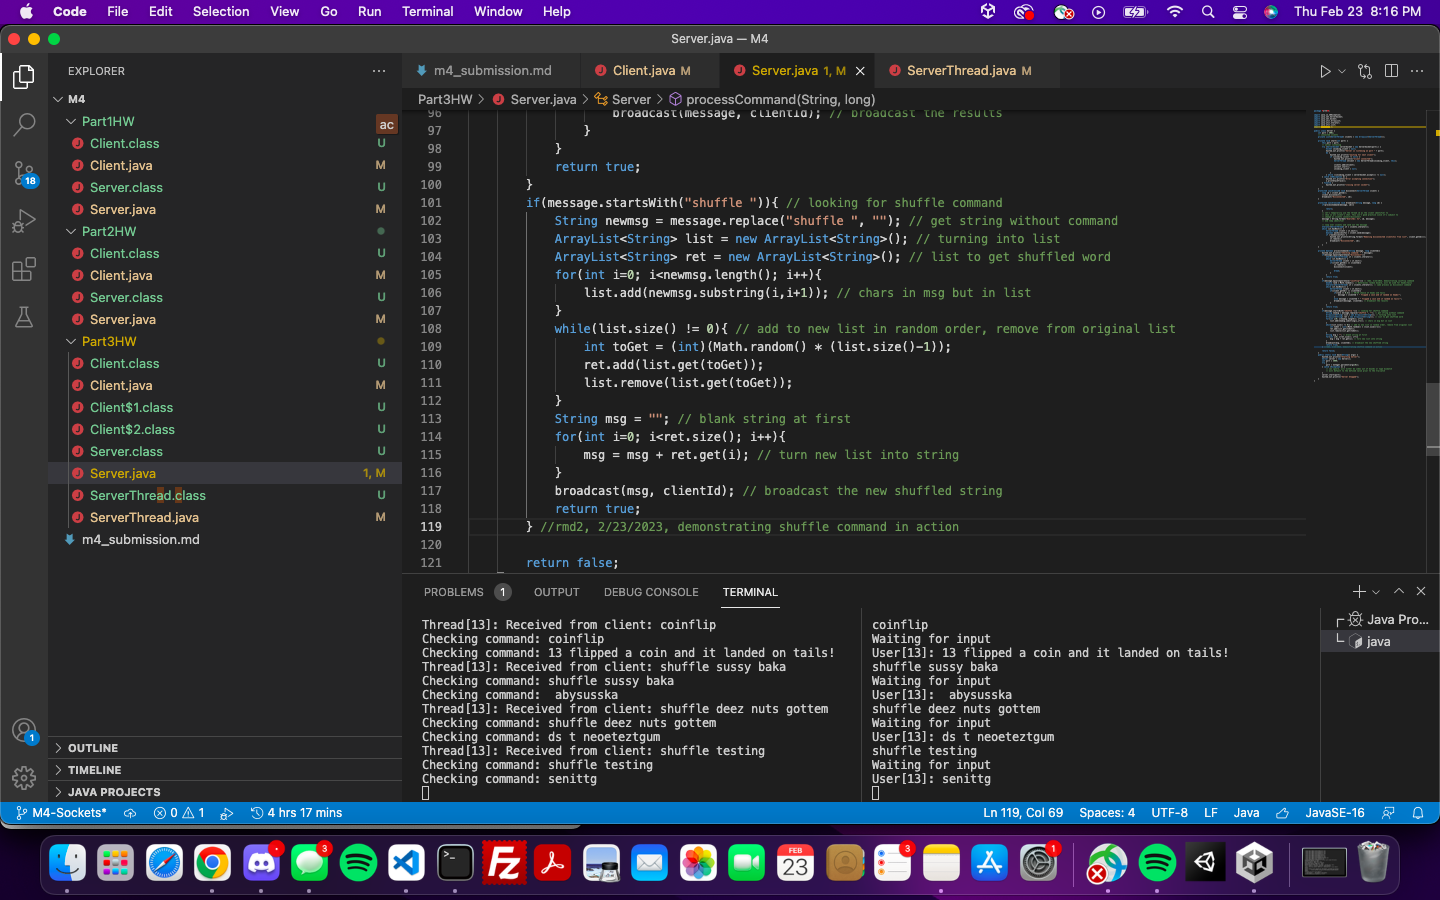 Code File Edit Selection View Go Run Terminal Window Help Thu Feb 23 8:16 PM
Server.java — M4
EXPLORER
M4
Part1HW
ac
Client.class U
Client.java M
Server.class U
Server.java M
Part2HW
Client.class U
Client.java M
Server.class U
Server.java M
Part3HW
Client.class U
Client.java M
Client$1.class U
Client$2.class U
Server.class U
Server.java 1, M
ServerThread.class U
ServerThread.java M
m4_submission.md
OUTLINE
TIMELINE
JAVA PROJECTS
18
1
m4_submission.md Client.java M Server.java 1, M ServerThread.java M
Part3HW > Server.java > Server > processCommand(String, long)
96 broadcast(message, clientId); // broadcast the results
97 }
98 }
99 return true;
100 }
101 if(message.startsWith("shuffle ")){ // looking for shuffle command
102 String newmsg = message.replace("shuffle ", ""); // get string without command
103 ArrayList<String> list = new ArrayList<String>(); // turning into list
104 ArrayList<String> ret = new ArrayList<String>(); // list to get shuffled word
105 for(int i=0; i<newmsg.length(); i++){
106 list.add(newmsg.substring(i,i+1)); // chars in msg but in list
107 }
108 while(list.size() != 0){ // add to new list in random order, remove from original list
109 int toGet = (int)(Math.random() * (list.size()-1));
110 ret.add(list.get(toGet));
111 list.remove(list.get(toGet));
112 }
113 String msg = ""; // blank string at first
114 for(int i=0; i<ret.size(); i++){
115 msg = msg + ret.get(i); // turn new list into string
116 }
117 broadcast(msg, clientId); // broadcast the new shuffled string
118 return true;
119 } //rmd2, 2/23/2023, demonstrating shuffle command in action
120
121 return false;
PROBLEMS 1 OUTPUT DEBUG CONSOLE TERMINAL
Thread[13]: Received from client: coinflip
Checking command: coinflip
Checking command: 13 flipped a coin and it landed on tails!
Thread[13]: Received from client: shuffle sussy baka
Checking command: shuffle sussy baka
Checking command:  abysusska
Thread[13]: Received from client: shuffle deez nuts gottem
Checking command: shuffle deez nuts gottem
Checking command: ds t neoeteztgum
Thread[13]: Received from client: shuffle testing
Checking command: shuffle testing
Checking command: senittg
coinflip
Waiting for input
User[13]: 13 flipped a coin and it landed on tails!
shuffle sussy baka
Waiting for input
User[13]:  abysusska
shuffle deez nuts gottem
Waiting for input
User[13]: ds t neoeteztgum
shuffle testing
Waiting for input
User[13]: senittg
Java Pro...
java
M4-Sockets* 0 1 4 hrs 17 mins Ln 119, Col 69 Spaces: 4 UTF-8 LF Java JavaSE-16
3
FEB
23
3
1